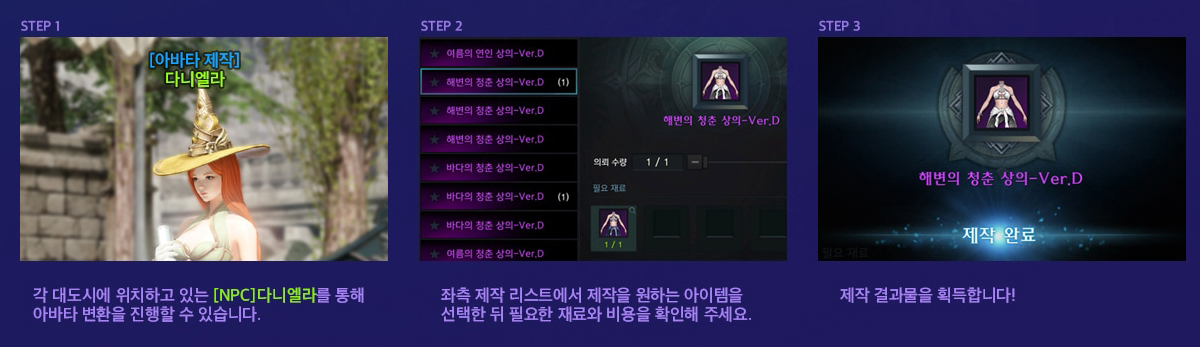 STEP 1
[아바타 제작]
다니엘라
각 대도시에 위치하고 있는 [NPC]다니엘라를 통해
아바타 변환을 진행할 수 있습니다.
STEP 2
여름의 연인 상의-Ver.D
해변의 청춘 상의-Ver.D (1)
해변의 청춘 상의-Ver.D
해변의 청춘 상의-Ver.D
바다의 청춘 상의-Ver.D
바다의 청춘 상의-Ver.D (1)
바다의 청춘 상의-Ver.D
여름의 청춘 상의-Ver.D
해변의 청춘 상의-Ver.D
의뢰 수량 1 / 1
필요 재료
1 / 1
좌측 제작 리스트에서 제작을 원하는 아이템을
선택한 뒤 필요한 재료와 비용을 확인해 주세요.
STEP 3
해변의 청춘 상의-Ver.D
제작 완료
필요 재료
제작 결과물을 획득합니다!